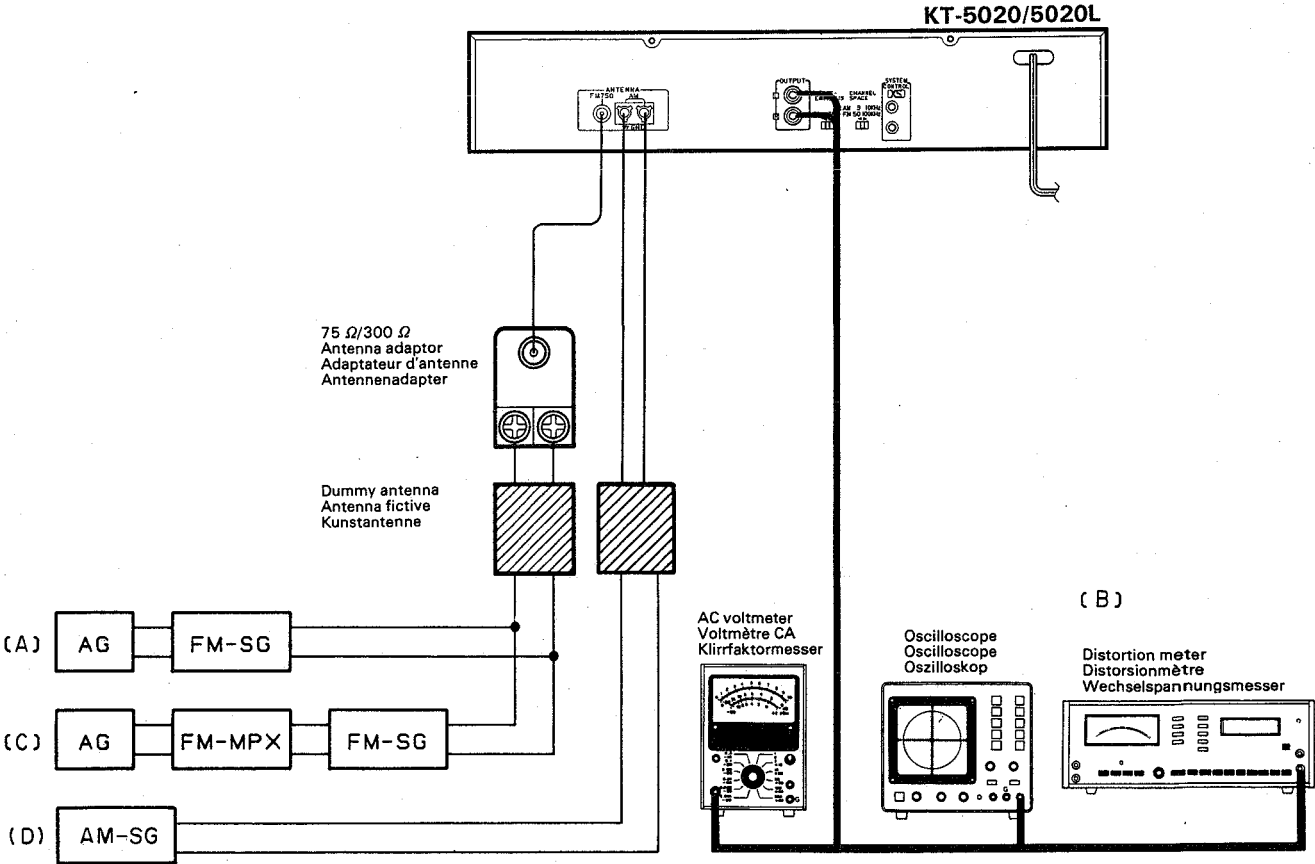 KT-5020/5020L
ANTENNA
FM75Ω AM
GND
OUTPUT
CHANNEL
SPACE
AM 9 10KHz
FM 50 100KHz
SYSTEM
CONTROL
75 Ω/300 Ω
Antenna adaptor
Adaptateur d'antenne
Antennenadapter
Dummy antenna
Antenna fictive
Kunstantenne
(A) AG FM-SG
(C) AG FM-MPX FM-SG
(D) AM-SG
AC voltmeter
Voltmètre CA
Klirrfaktormesser
Oscilloscope
Oscilloscope
Oszilloskop
(B)
Distortion meter
Distorsionmètre
Wechselspannungsmesser
G
G